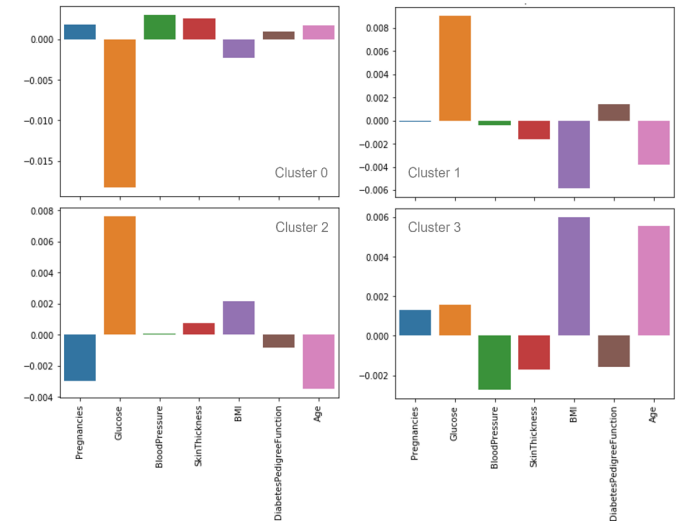 0.000
−0.005
−0.010
−0.015
Cluster 0
0.008
0.006
0.004
0.002
0.000
−0.002
−0.004
−0.006
Cluster 1
0.008
0.006
0.004
0.002
0.000
−0.002
−0.004
Cluster 2
Pregnancies
Glucose
BloodPressure
SkinThickness
BMI
DiabetesPedigreeFunction
Age
0.006
0.004
0.002
0.000
−0.002
Cluster 3
Pregnancies
Glucose
BloodPressure
SkinThickness
BMI
DiabetesPedigreeFunction
Age